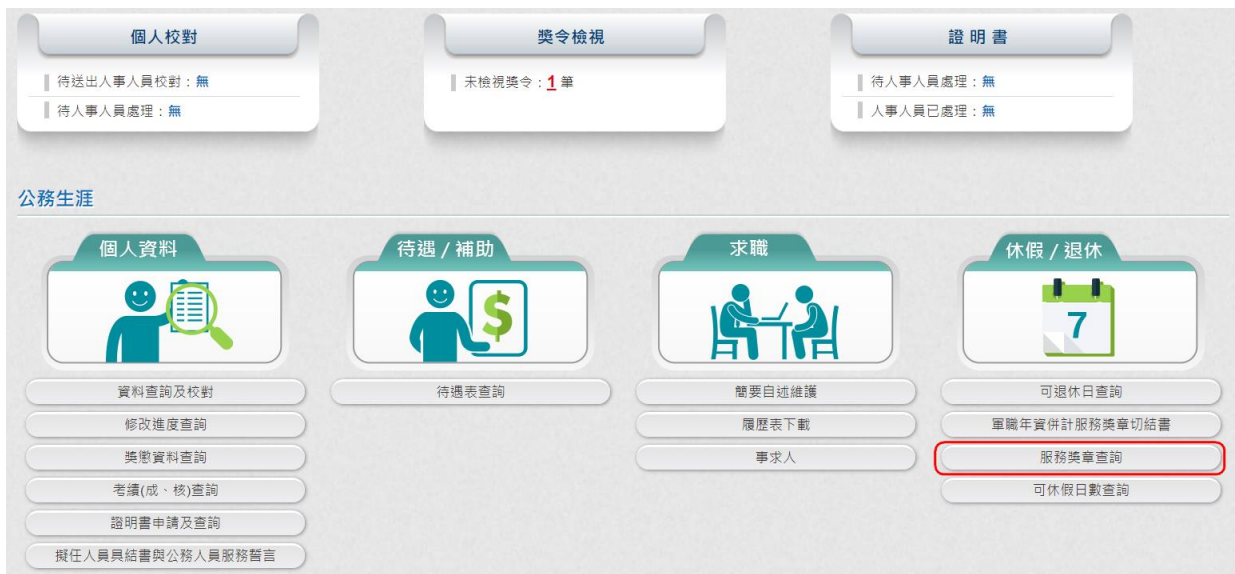 個人校對
待送出人事人員校對：無
待人事人員處理：無
獎令檢視
未檢視獎令：1 筆
證 明 書
待人事人員處理：無
人事人員已處理：無
公務生涯
個人資料
資料查詢及校對
修改進度查詢
獎懲資料查詢
考績(成、核)查詢
證明書申請及查詢
擬任人員具結書與公務人員服務誓言
待遇 / 補助
$
待遇表查詢
求職
簡要自述維護
履歷表下載
事求人
休假 / 退休
7
可退休日查詢
軍職年資併計服務獎章切結書
服務獎章查詢
可休假日數查詢